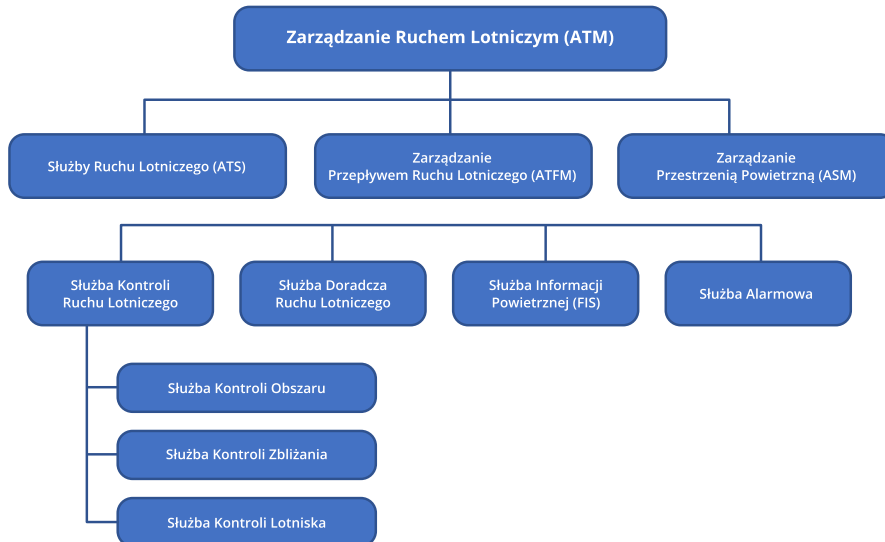 Zarządzanie Ruchem Lotniczym (ATM)
Służby Ruchu Lotniczego (ATS)
Zarządzanie
Przepływem Ruchu Lotniczego (ATFM)
Zarządzanie
Przestrzenią Powietrzną (ASM)
Służba Kontroli
Ruchu Lotniczego
Służba Doradcza
Ruchu Lotniczego
Służba Informacji
Powietrznej (FIS)
Służba Alarmowa
Służba Kontroli Obszaru
Służba Kontroli Zbliżania
Służba Kontroli Lotniska